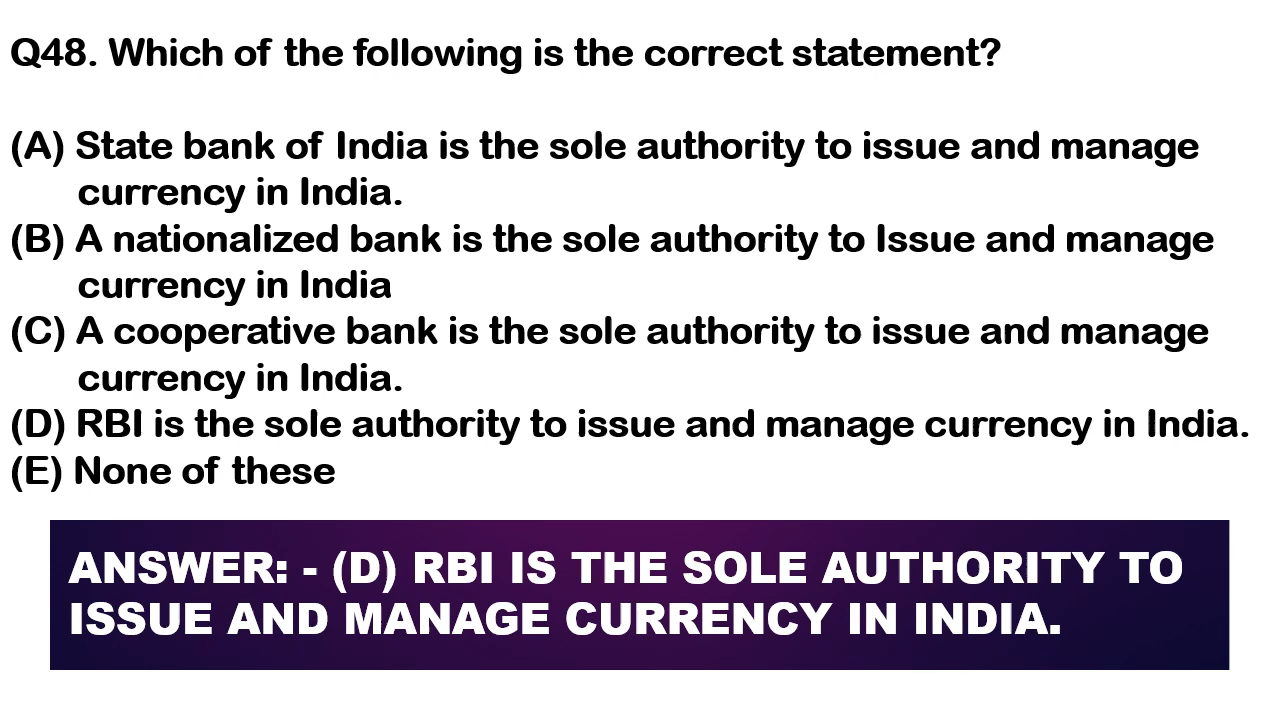 Q48. Which of the following is the correct statement?
(A) State bank of India is the sole authority to issue and manage
currency in India.
(B) A nationalized bank is the sole authority to Issue and manage
currency in India
(C) A cooperative bank is the sole authority to issue and manage
currency in India.
(D) RBI is the sole authority to issue and manage currency in India.
(E) None of these
ANSWER: - (D) RBI IS THE SOLE AUTHORITY TO
ISSUE AND MANAGE CURRENCY IN INDIA.